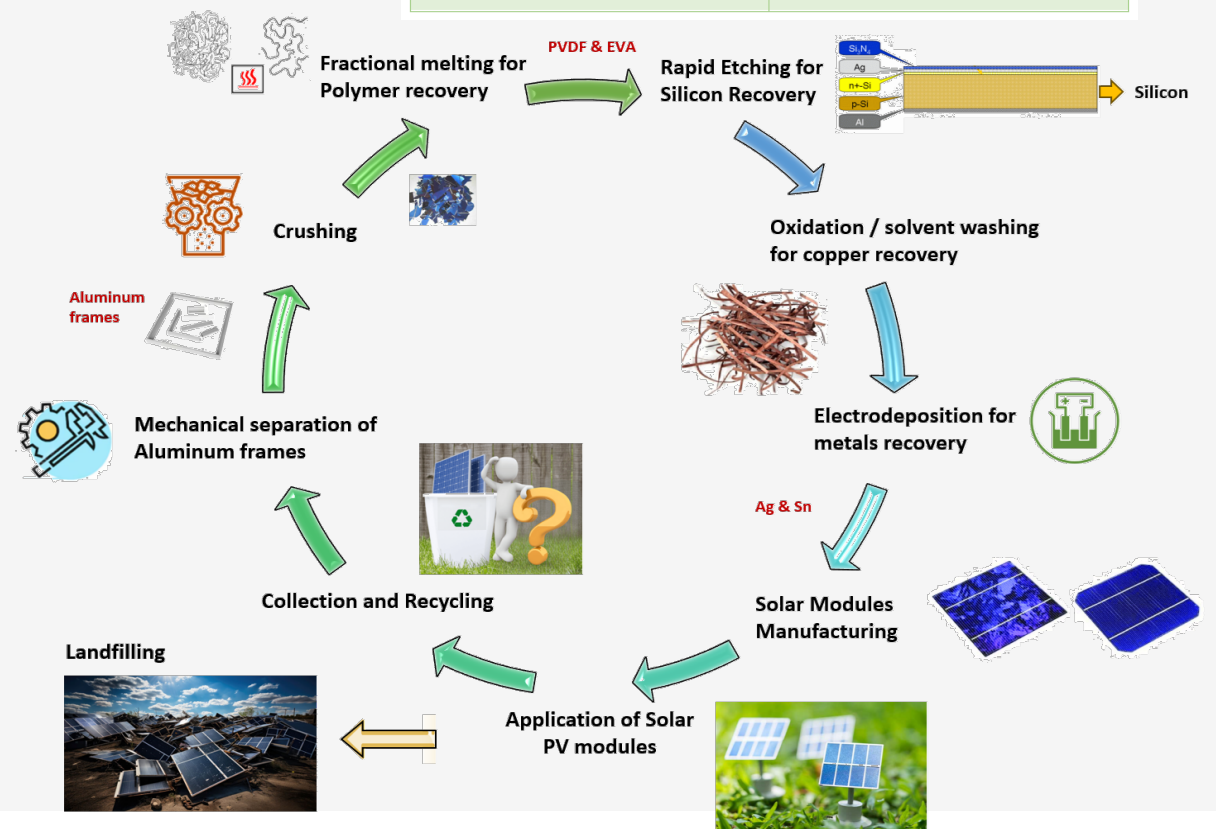 PVDF & EVA
Fractional melting for
Polymer recovery
Rapid Etching for
Silicon Recovery
Si₃N₄
Ag
n+-Si
p-Si
Al
Silicon
Crushing
Oxidation / solvent washing
for copper recovery
Aluminum
frames
Mechanical separation of
Aluminum frames
Electrodeposition for
metals recovery
Ag & Sn
Collection and Recycling
Solar Modules
Manufacturing
Landfilling
Application of Solar
PV modules